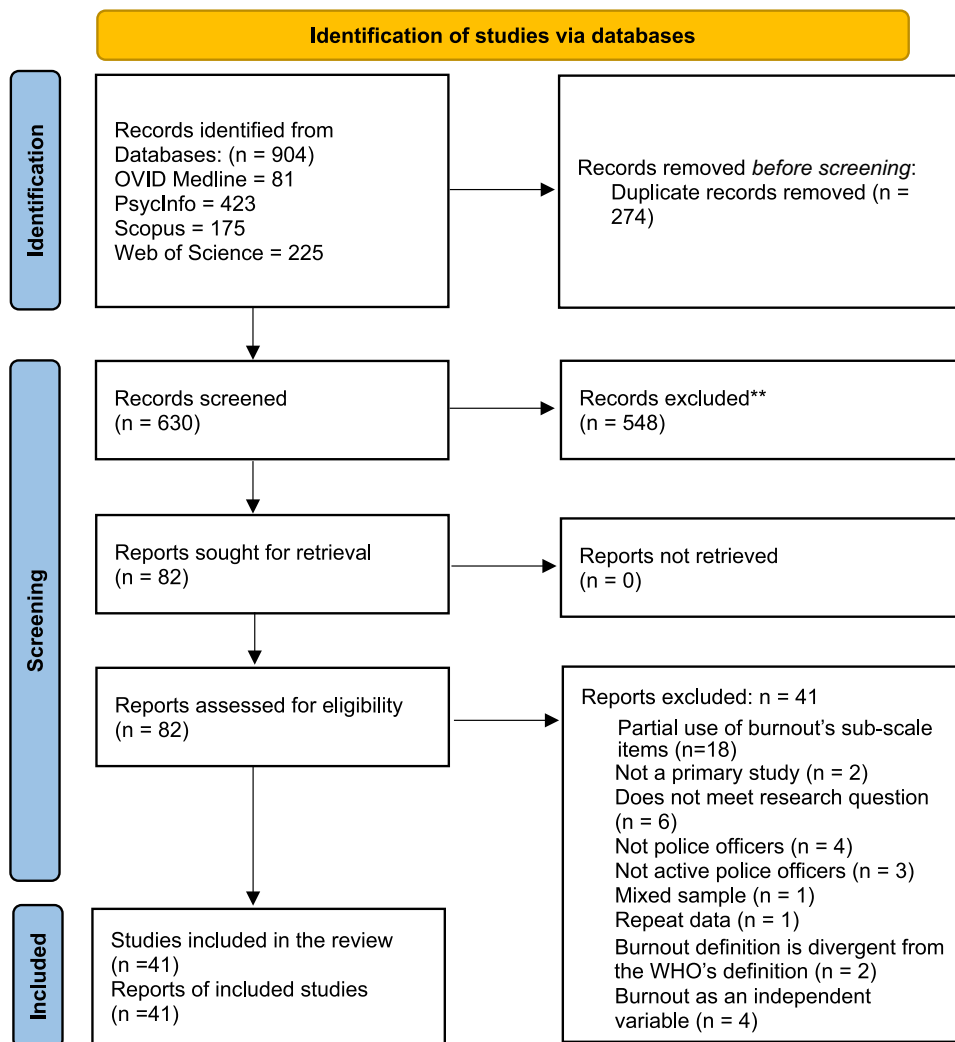 Identification of studies via databases
Identification
Records identified from
Databases: (n = 904)
OVID Medline = 81
PsycInfo = 423
Scopus = 175
Web of Science = 225
Records removed before screening:
Duplicate records removed (n =
274)
Screening
Records screened
(n = 630)
Records excluded**
(n = 548)
Reports sought for retrieval
(n = 82)
Reports not retrieved
(n = 0)
Reports assessed for eligibility
(n = 82)
Reports excluded: n = 41
Partial use of burnout's sub-scale
items (n=18)
Not a primary study (n = 2)
Does not meet research question
(n = 6)
Not police officers (n = 4)
Not active police officers (n = 3)
Mixed sample (n = 1)
Repeat data (n = 1)
Burnout definition is divergent from
the WHO's definition (n = 2)
Burnout as an independent
variable (n = 4)
Included
Studies included in the review
(n =41)
Reports of included studies
(n =41)